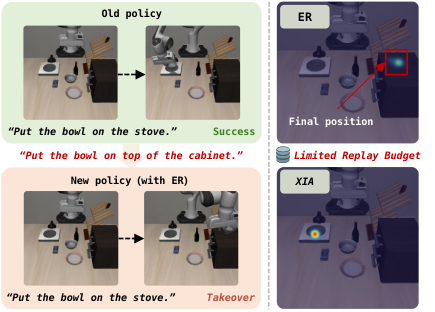 Old policy
"Put the bowl on the stove."
Success
"Put the bowl on top of the cabinet."
New policy (with ER)
"Put the bowl on the stove."
Takeover
ER
Final position
Limited Replay Budget
XIA